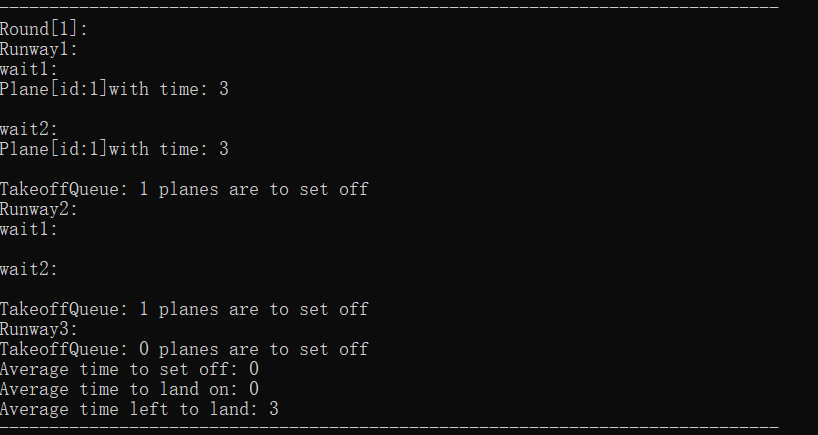 Round[1]:
Runway1:
wait1:
Plane[id:1]with time: 3
wait2:
Plane[id:1]with time: 3
TakeoffQueue: 1 planes are to set off
Runway2:
wait1:
wait2:
TakeoffQueue: 1 planes are to set off
Runway3:
TakeoffQueue: 0 planes are to set off
Average time to set off: 0
Average time to land on: 0
Average time left to land: 3